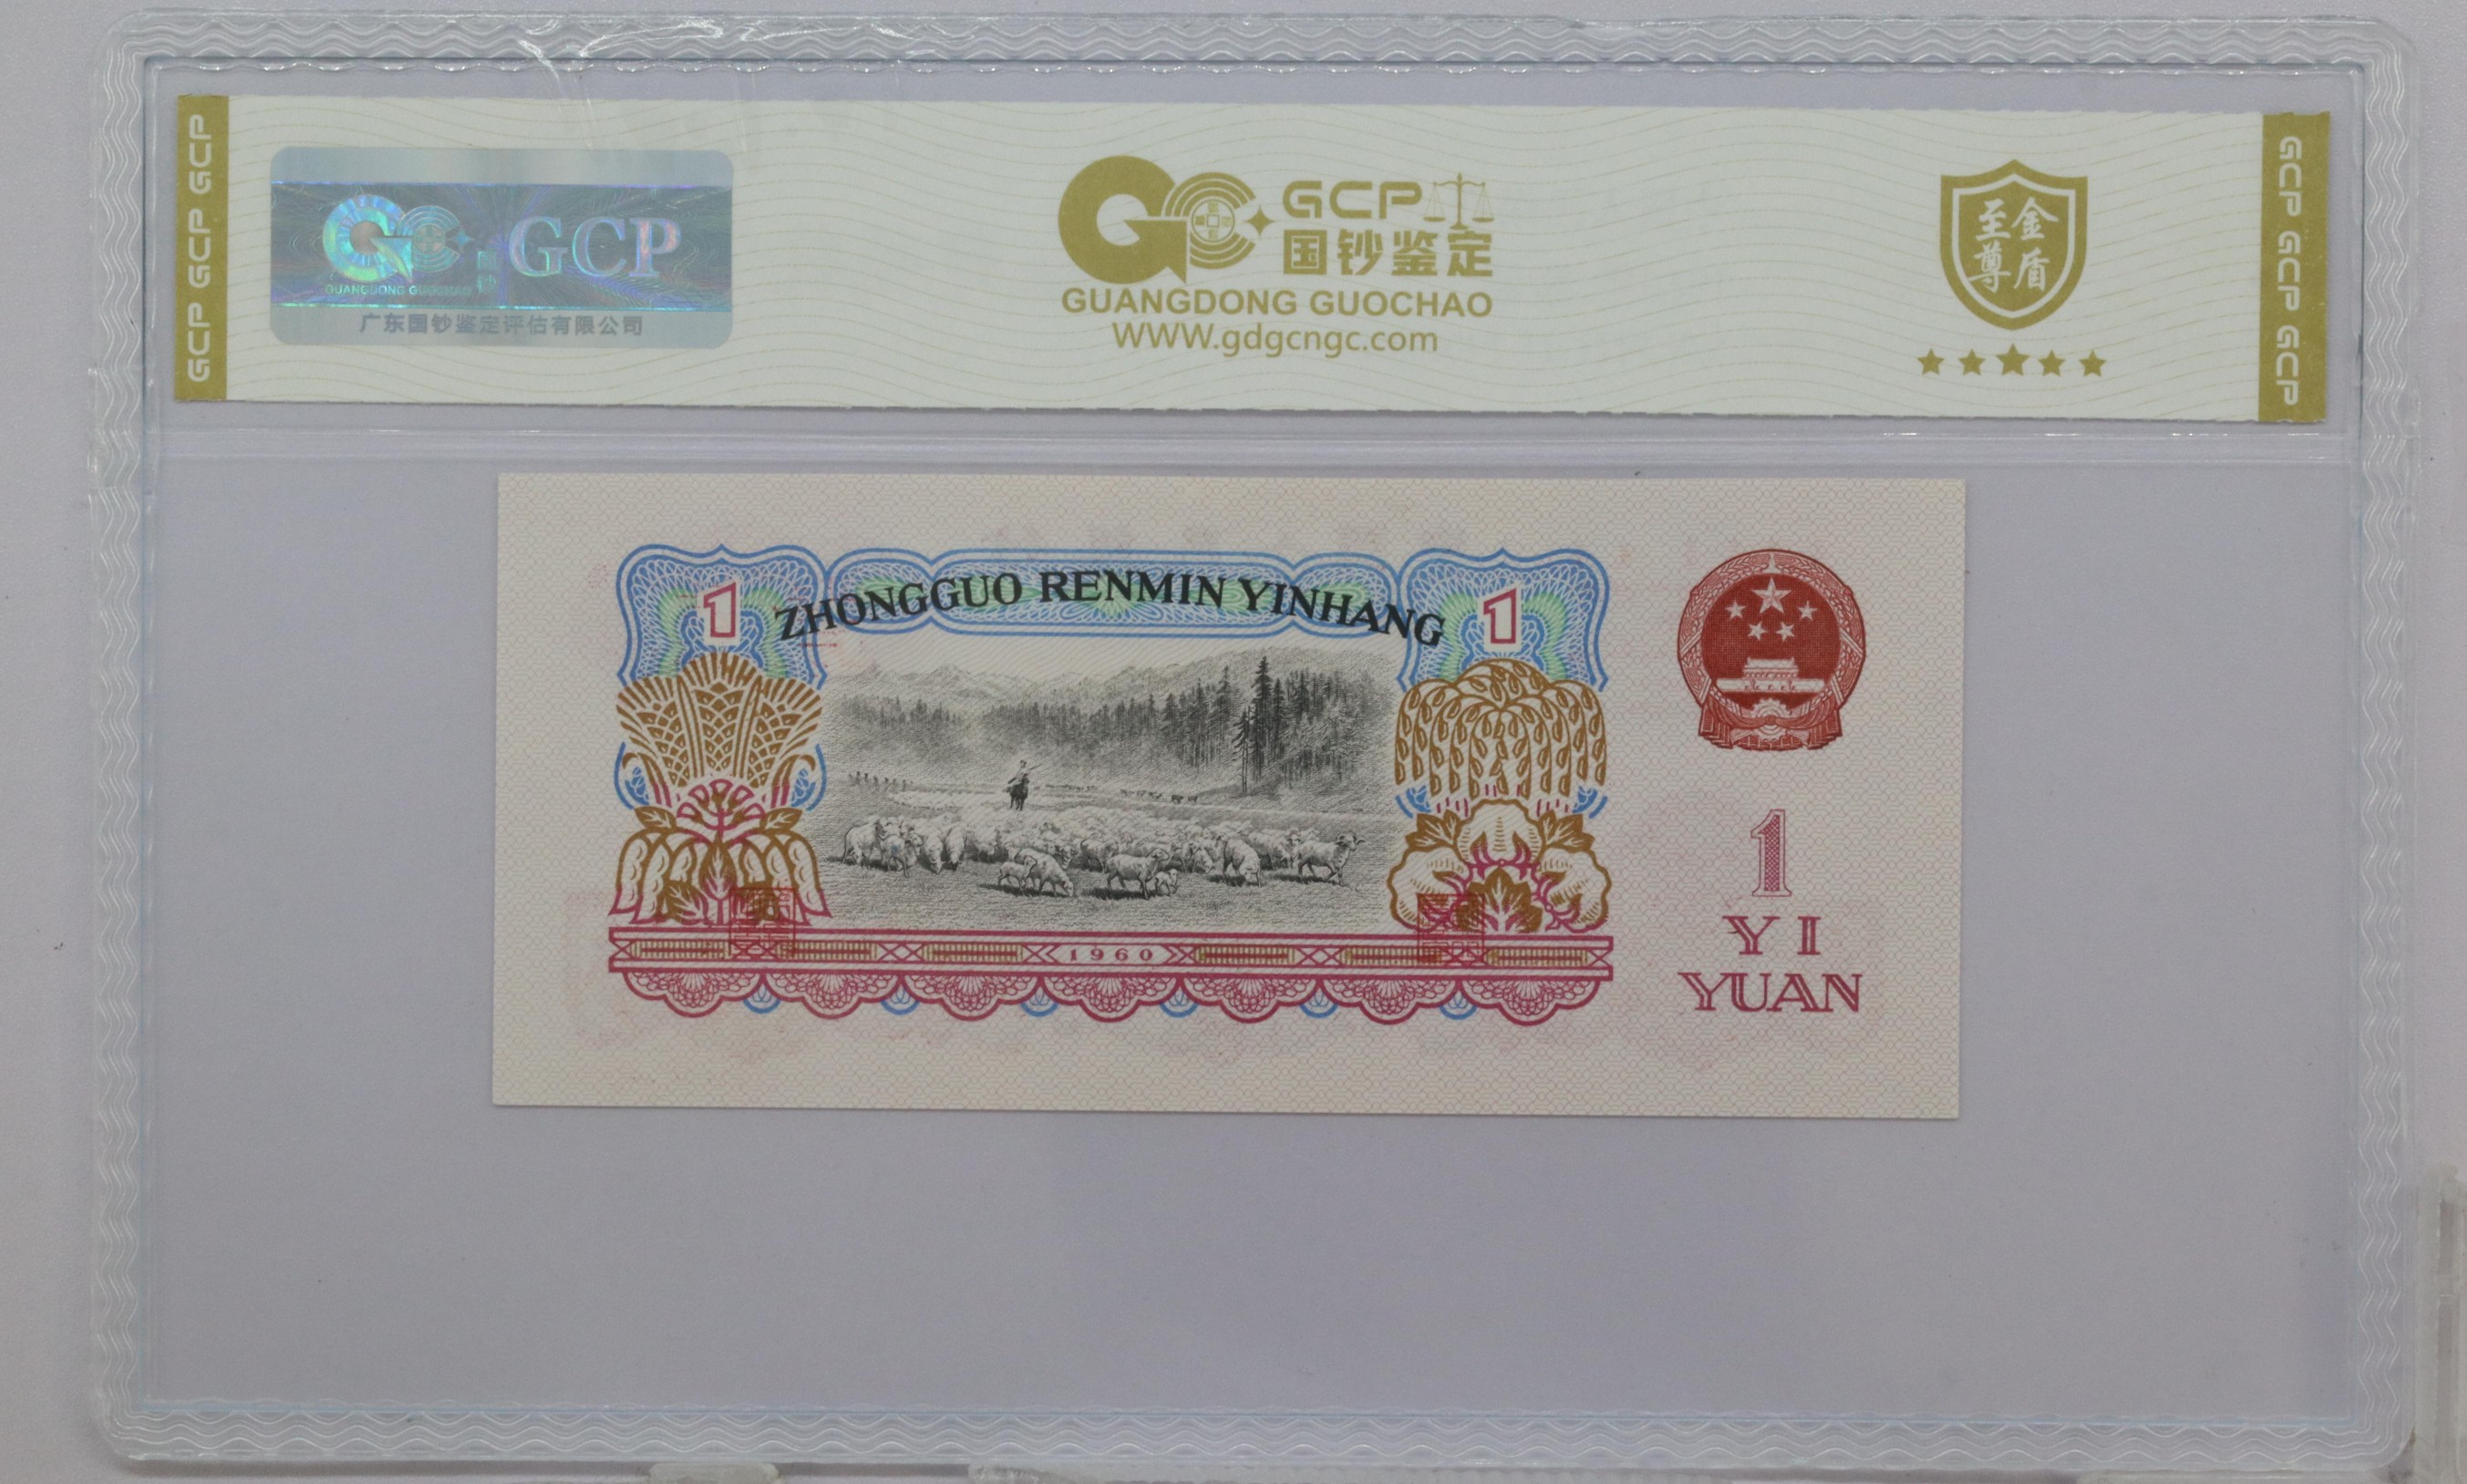 GCP GCP GCP
GCP
GUANGDONG GUOCHAO
国钞
广东国钞鉴定评估有限公司
GCP
国钞鉴定
GUANGDONG GUOCHAO
WWW.gdgcngc.com
至尊
金盾
GCP GCP GCP
1
ZHONGGUO RENMIN YINHANG
1
1960
1
YI
YUAN